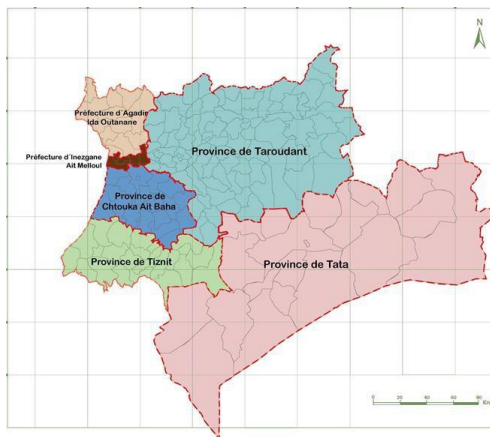 N
Préfecture d'Agadir
Ida Outanane
Préfecture d'Inezgane
Ait Melloul
Province de Taroudant
Province de
Chtouka Ait Baha
Province de Tiznit
Province de Tata
0 20 40 60 80
Km